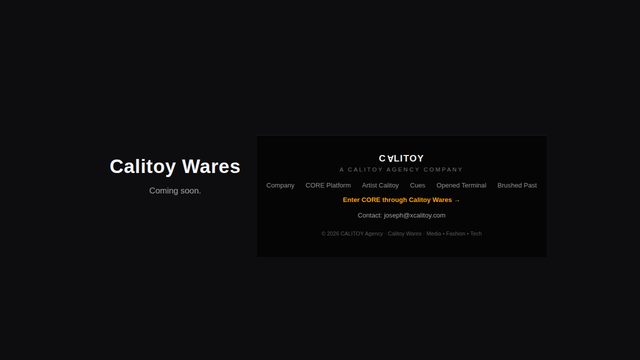 Calitoy Wares
Coming soon.
C∀LITOY
A CALITOY AGENCY COMPANY
Company CORE Platform Artist Calitoy Cues Opened Terminal Brushed Past
Enter CORE through Calitoy Wares →
Contact: joseph@xcalitoy.com
© 2026 CALITOY Agency · Calitoy Wares · Media • Fashion • Tech